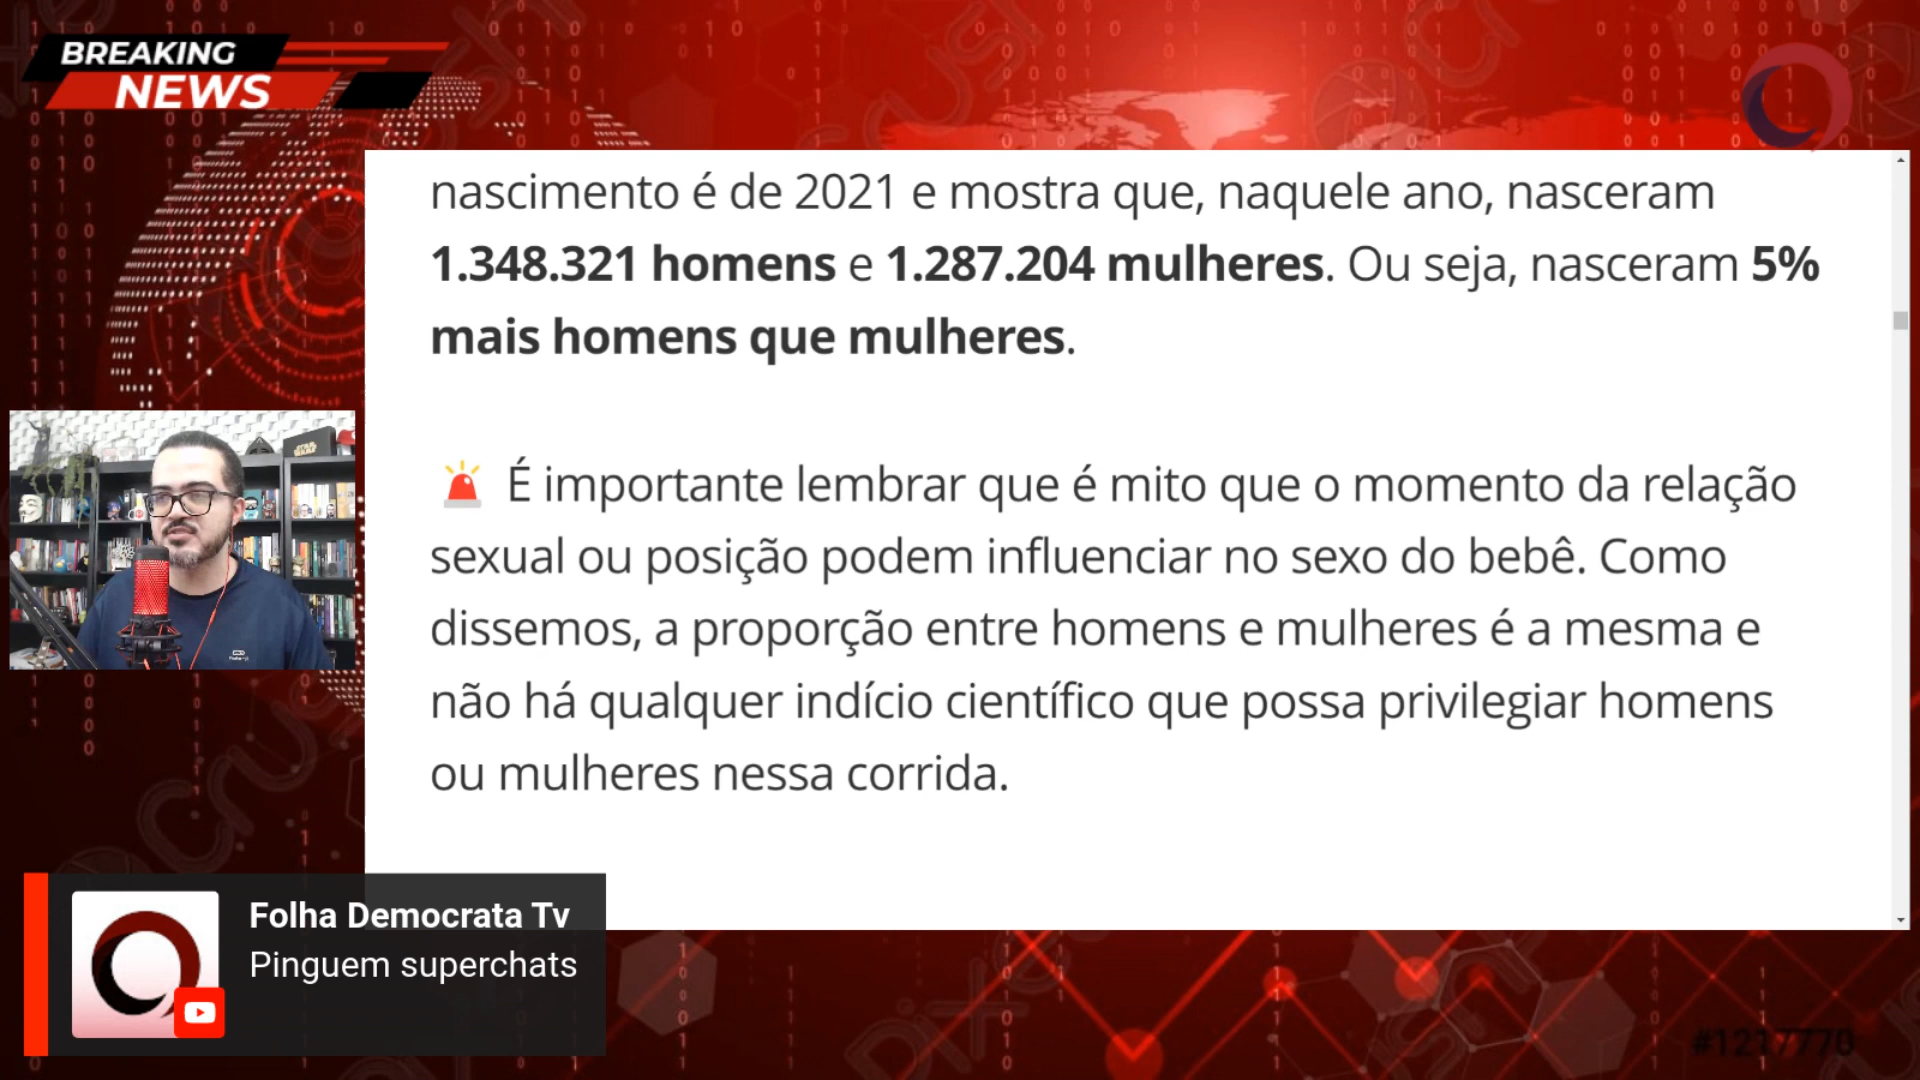 BREAKING
NEWS
nascimento é de 2021 e mostra que, naquele ano, nasceram
1.348.321 homens e 1.287.204 mulheres. Ou seja, nasceram 5%
mais homens que mulheres.
É importante lembrar que é mito que o momento da relação
sexual ou posição podem influenciar no sexo do bebê. Como
dissemos, a proporção entre homens e mulheres é a mesma e
não há qualquer indício científico que possa privilegiar homens
ou mulheres nessa corrida.
STAR WARS
Folha Democrata Tv
Pinguem superchats
#1217770